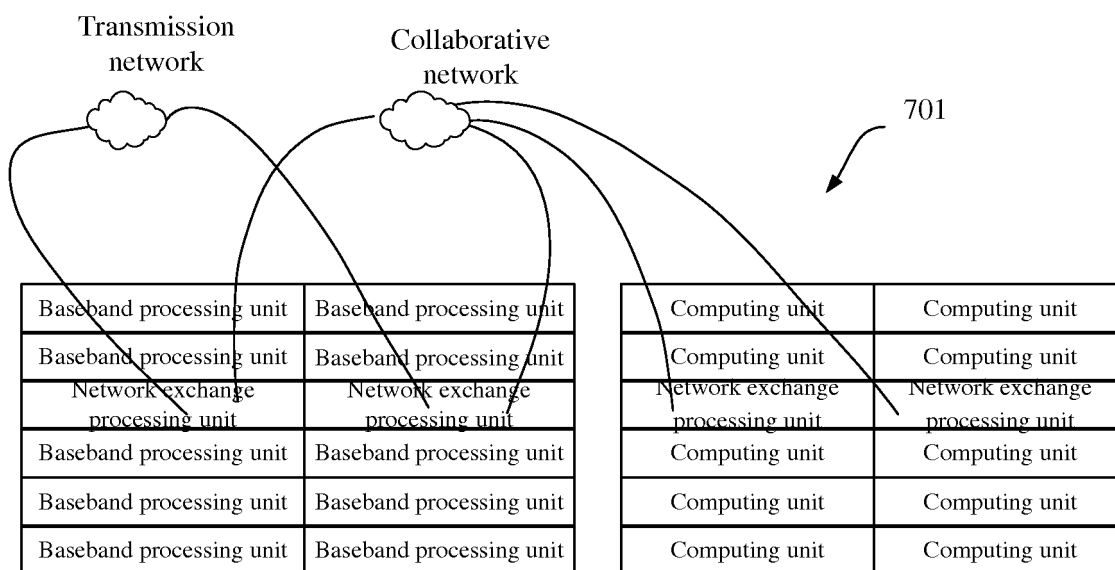 Transmission
network
Collaborative
network
701
Baseband processing unit Baseband processing unit Computing unit Computing unit
Baseband processing unit Baseband processing unit Computing unit Computing unit
Network exchange Network exchange Network exchange Network exchange
processing unit processing unit processing unit processing unit
Baseband processing unit Baseband processing unit Computing unit Computing unit
Baseband processing unit Baseband processing unit Computing unit Computing unit
Baseband processing unit Baseband processing unit Computing unit Computing unit